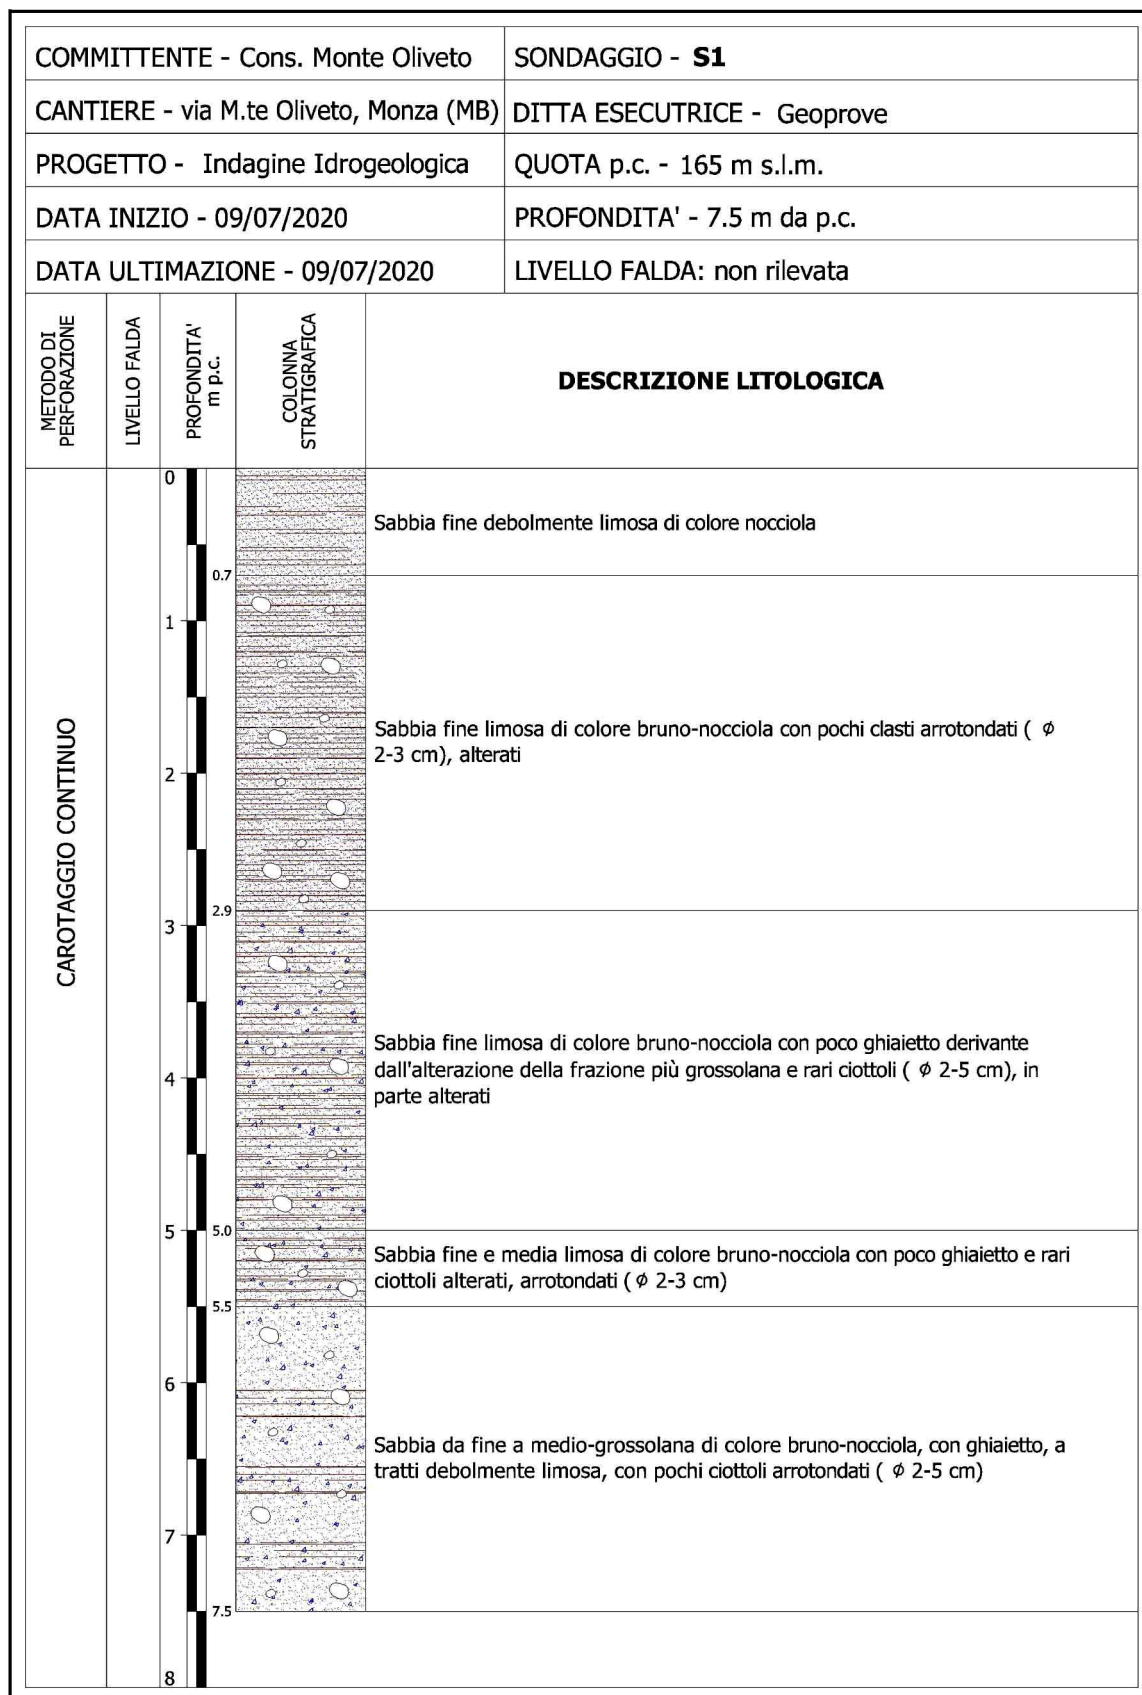 COMMITTENTE - Cons. Monte Oliveto
SONDAGGIO - S1
CANTIERE - via M.te Oliveto, Monza (MB)
DITTA ESECUTRICE - Geoprove
PROGETTO - Indagine Idrogeologica
QUOTA p.c. - 165 m s.l.m.
DATA INIZIO - 09/07/2020
PROFONDITA' - 7.5 m da p.c.
DATA ULTIMAZIONE - 09/07/2020
LIVELLO FALDA: non rilevata
METODO DI
PERFORAZIONE
LIVELLO FALDA
PROFONDITA'
m p.c.
COLONNA
STRATIGRAFICA
DESCRIZIONE LITOLOGICA
CAROTAGGIO CONTINUO
0
Sabbia fine debolmente limosa di colore nocciola
0.7
1
Sabbia fine limosa di colore bruno-nocciola con pochi clasti arrotondati ( ϕ
2-3 cm), alterati
2
2.9
3
Sabbia fine limosa di colore bruno-nocciola con poco ghiaietto derivante
dall'alterazione della frazione più grossolana e rari ciottoli ( ϕ 2-5 cm), in
parte alterati
4
5
5.0
Sabbia fine e media limosa di colore bruno-nocciola con poco ghiaietto e rari
ciottoli alterati, arrotondati ( ϕ 2-3 cm)
5.5
6
Sabbia da fine a medio-grossolana di colore bruno-nocciola, con ghiaietto, a
tratti debolmente limosa, con pochi ciottoli arrotondati ( ϕ 2-5 cm)
7
7.5
8